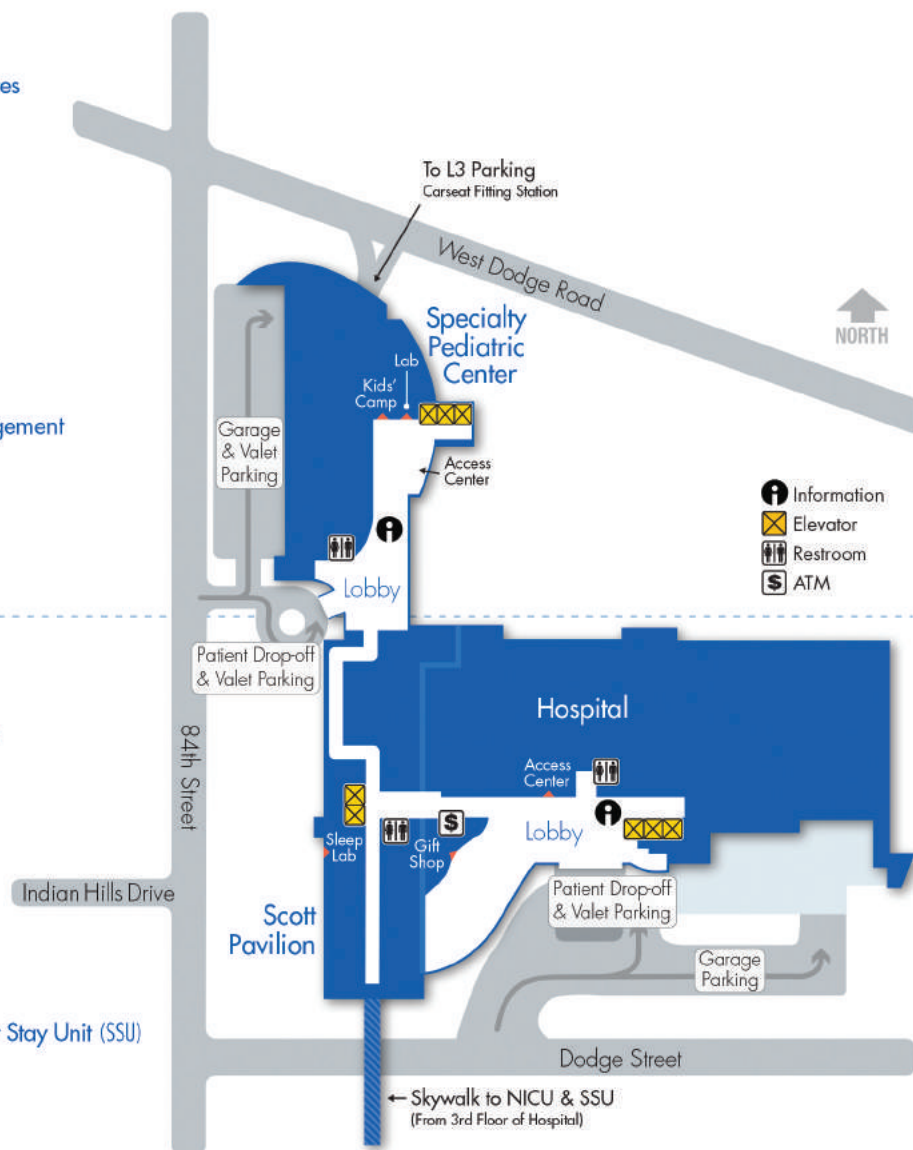 es
To L3 Parking
Carseat Fitting Station
West Dodge Road
NORTH
Specialty
Pediatric
Center
Lab
Kids'
Camp
gement
Garage
& Valet
Parking
Access
Center
Information
Elevator
Restroom
$ ATM
Lobby
Patient Drop-off
& Valet Parking
Hospital
84th Street
Access
Center
$
Lobby
Sleep
Lab
Gift
Shop
Indian Hills Drive
Patient Drop-off
& Valet Parking
Scott
Pavilion
Garage
Parking
Stay Unit (SSU)
Dodge Street
Skywalk to NICU & SSU
(From 3rd Floor of Hospital)